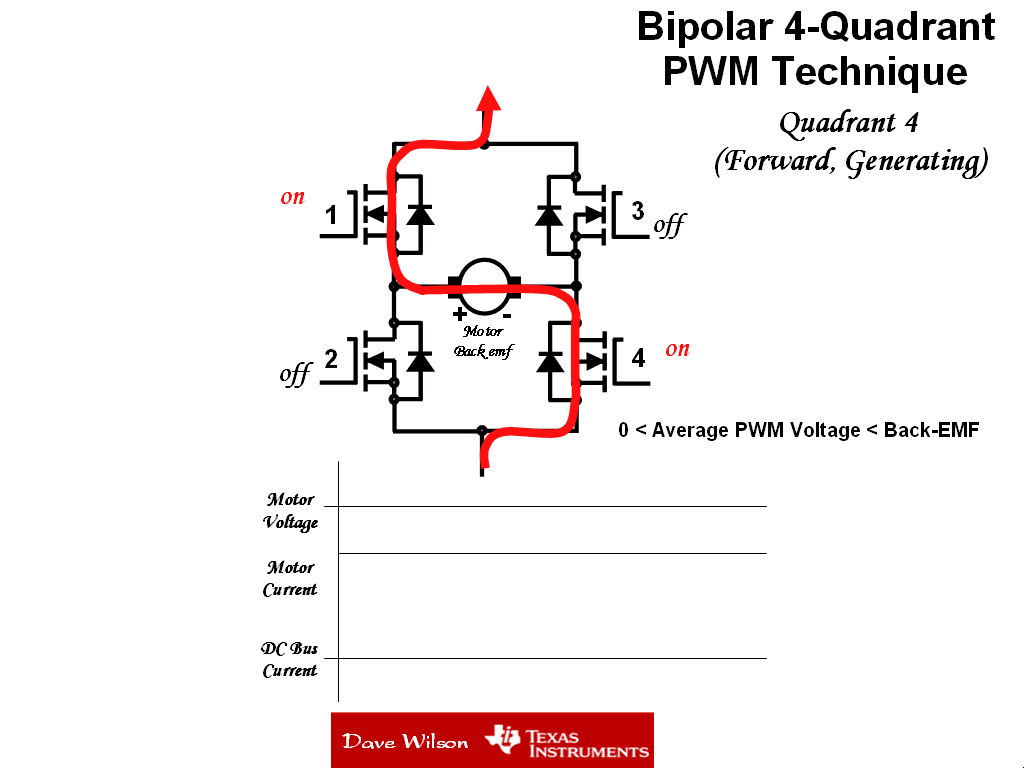 Bipolar 4-Quadrant
PWM Technique
Quadrant 4
(Forward, Generating)
on
1
3
off
+ -
Motor
Back emf
2
off
4
on
0 < Average PWM Voltage < Back-EMF
Motor
Voltage
Motor
Current
DC Bus
Current
Dave Wilson
TEXAS
INSTRUMENTS